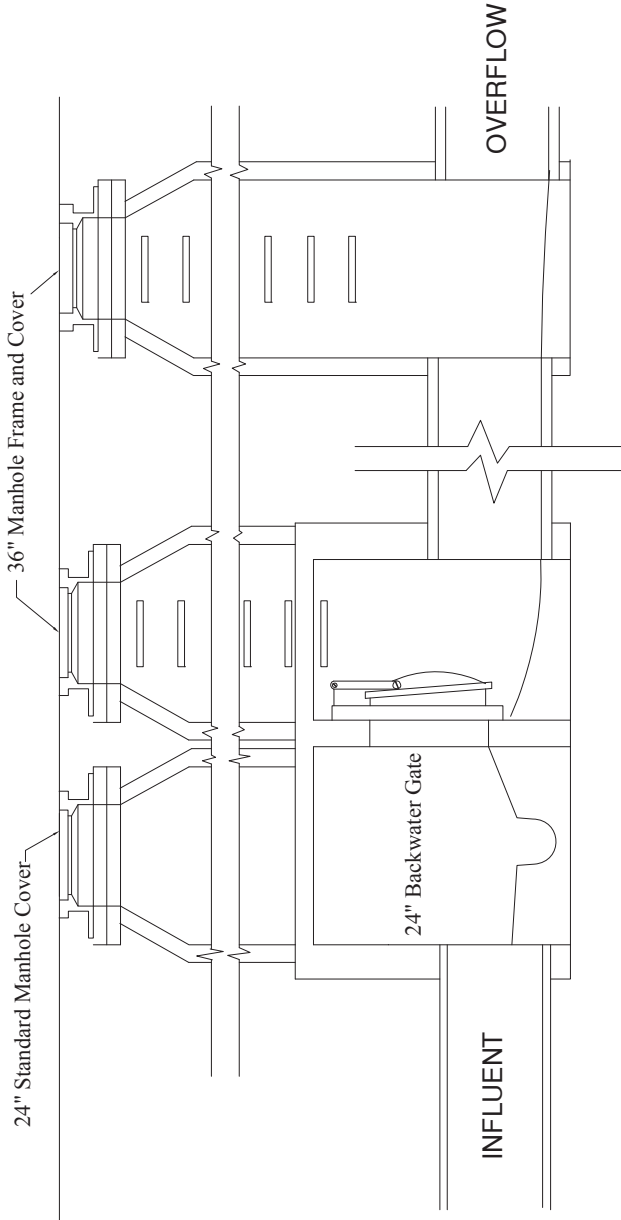 24" Standard Manhole Cover
36" Manhole Frame and Cover
24" Backwater Gate
INFLUENT
OVERFLOW